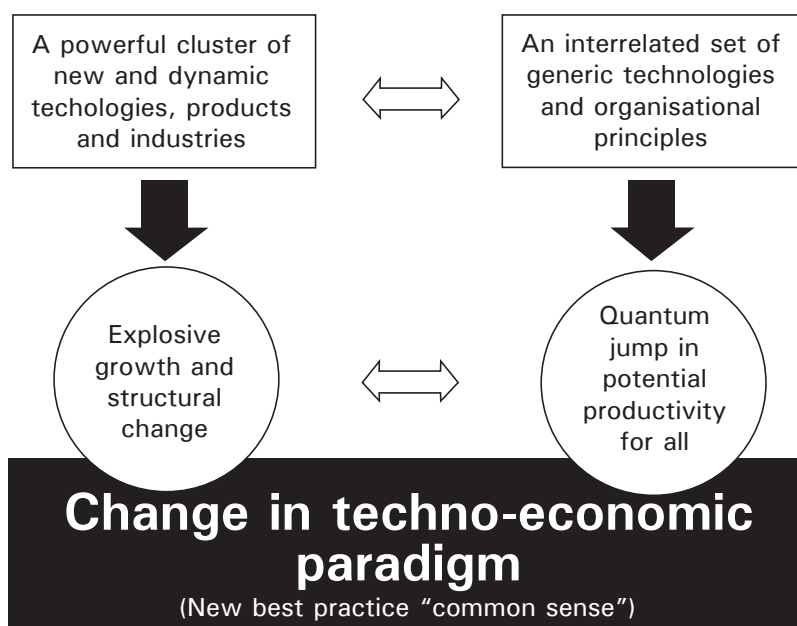 A powerful cluster of
new and dynamic
techologies, products
and industries
An interrelated set of
generic technologies
and organisational
principles
Explosive
growth and
structural
change
Quantum
jump in
potential
productivity
for all
Change in techno-economic
paradigm
(New best practice “common sense”)